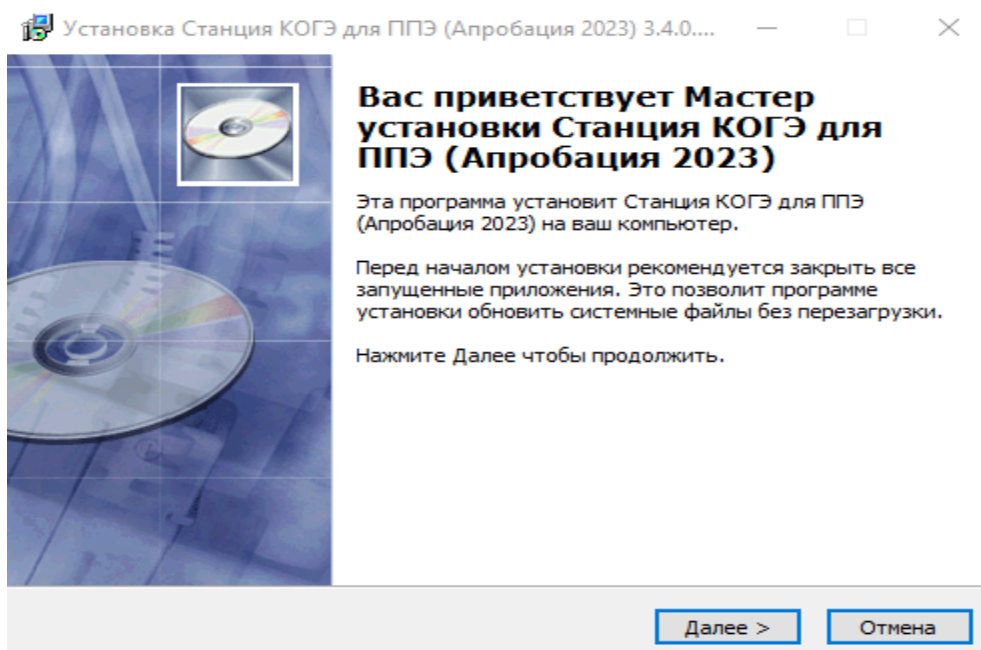 Установка Станция КОГЭ для ППЭ (Апробация 2023) 3.4.0....
Вас приветствует Мастер
установки Станция КОГЭ для
ППЭ (Апробация 2023)
Эта программа установит Станция КОГЭ для ППЭ
(Апробация 2023) на ваш компьютер.
Перед началом установки рекомендуется закрыть все
запущенные приложения. Это позволит программе
установки обновить системные файлы без перезагрузки.
Нажмите Далее чтобы продолжить.
Далее >
Отмена